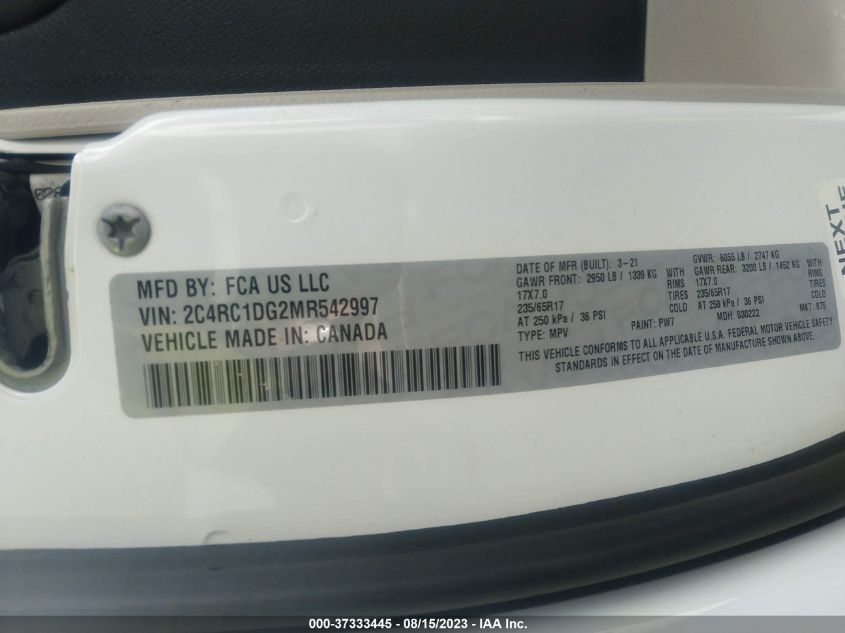 MFD BY: FCA US LLC
VIN: 2C4RC1DG2MR542997
VEHICLE MADE IN: CANADA
DATE OF MFR (BUILT): 3-21
GVWR: 6055 LB / 2747 KG
GAWR FRONT: 2950 LB / 1339 KG WITH
GAWR REAR: 3200 LB / 1452 KG WITH
17X7.0 RIMS
17X7.0 RIMS
235/65R17 TIRES
235/65R17 TIRES
AT 250 kPa / 36 PSI COLD
AT 250 kPa / 36 PSI COLD
TYPE: MPV PAINT: PW7 MDH: 030222 MKT: 875
THIS VEHICLE CONFORMS TO ALL APPLICABLE U.S.A. FEDERAL MOTOR VEHICLE SAFETY
STANDARDS IN EFFECT ON THE DATE OF MANUFACTURE SHOWN ABOVE.
NEXT
000-37333445 - 08/15/2023 - IAA Inc.